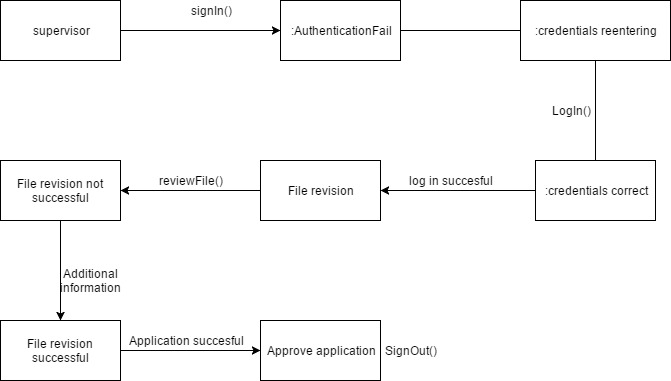 signIn()
supervisor
:AuthenticationFail
:credentials reentering
LogIn()
File revision not
successful
reviewFile()
File revision
log in succesful
:credentials correct
Additional
information
File revision
successful
Application succesful
Approve application
SignOut()